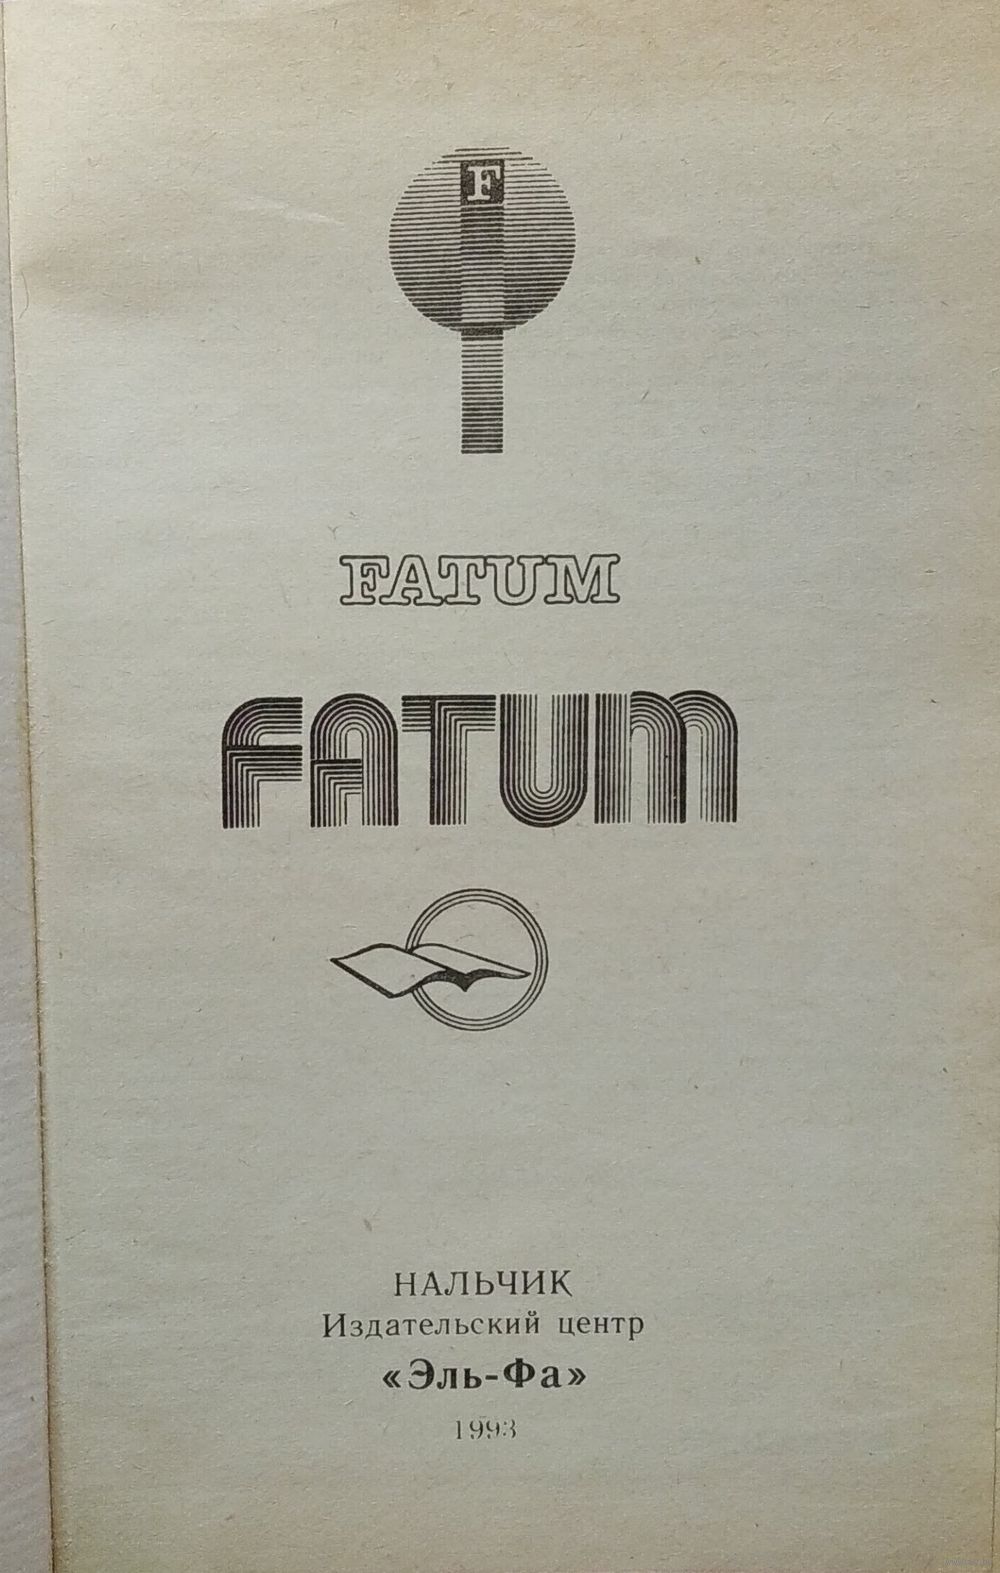 F
FATUM
FATUM
НАЛЬЧИК
Издательский центр
«Эль-Фа»
1993